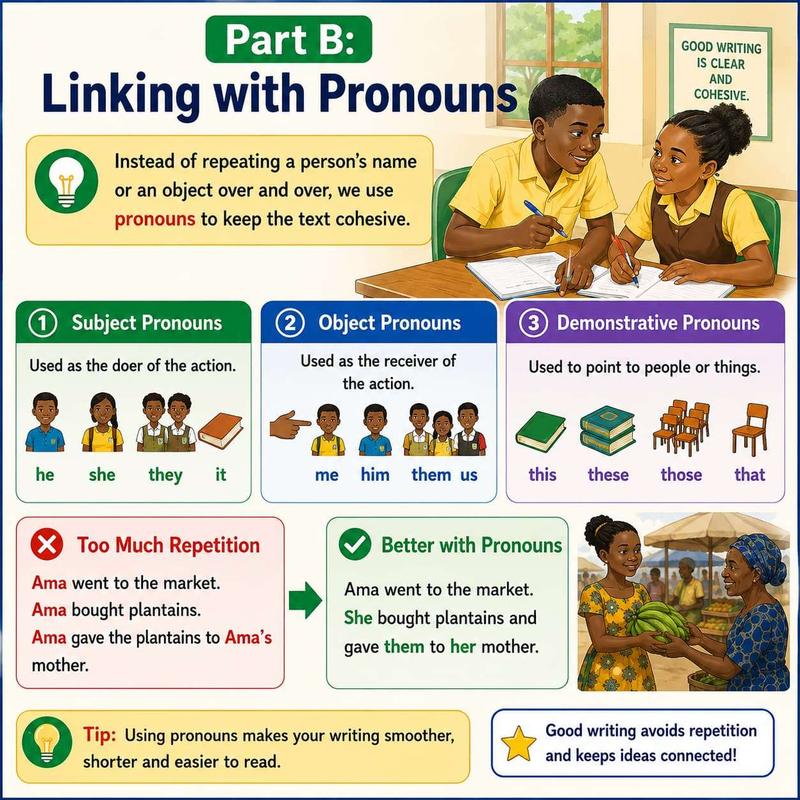 Part B:
Linking with Pronouns
GOOD WRITING
IS CLEAR
AND
COHESIVE.
Instead of repeating a person's name
or an object over and over, we use
pronouns to keep the text cohesive.
1 Subject Pronouns
Used as the doer of the action.
he she they it
2 Object Pronouns
Used as the receiver of
the action.
me him them us
3 Demonstrative Pronouns
Used to point to people or things.
this these those that
Too Much Repetition
Ama went to the market.
Ama bought plantains.
Ama gave the plantains to Ama's
mother.
Better with Pronouns
Ama went to the market.
She bought plantains and
gave them to her mother.
Tip: Using pronouns makes your writing smoother,
shorter and easier to read.
Good writing avoids repetition
and keeps ideas connected!